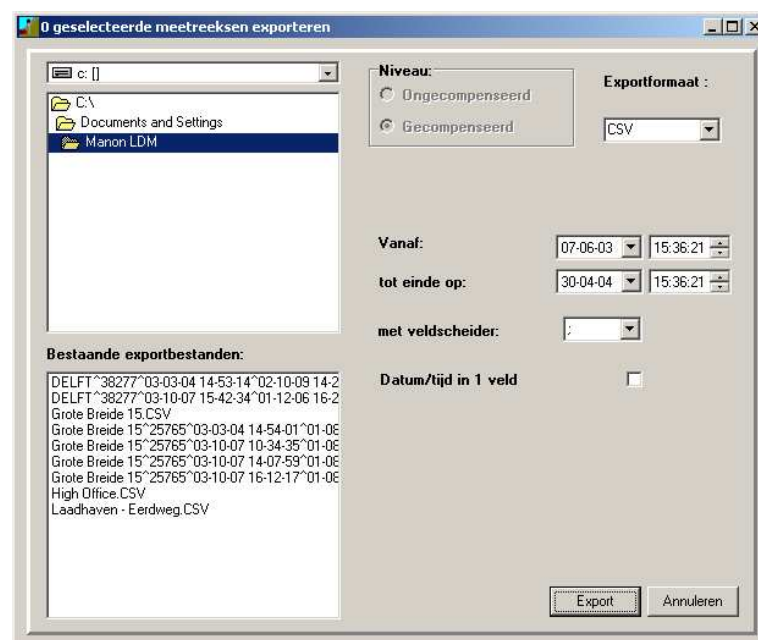 0 geselecteerde meetreeksen exporteren
c: []
C:\
Documents and Settings
Manon LDM
Niveau:
Ongecompenseerd
Gecompenseerd
Exportformaat :
CSV
Vanaf:
07-06-03 15:36:21
tot einde op:
30-04-04 15:36:21
met veldscheider:
;
Datum/tijd in 1 veld
Bestaande exportbestanden:
DELFT^38277^03-03-04 14-53-14^02-10-09 14-2
DELFT^38277^03-10-07 15-42-34^01-12-06 16-2
Grote Breide 15.CSV
Grote Breide 15^25765^03-03-04 14-54-01^01-08
Grote Breide 15^25765^03-10-07 10-34-35^01-08
Grote Breide 15^25765^03-10-07 14-07-59^01-08
Grote Breide 15^25765^03-10-07 16-12-17^01-08
High Office.CSV
Laadhaven - Eerdweg.CSV
Export
Annuleren